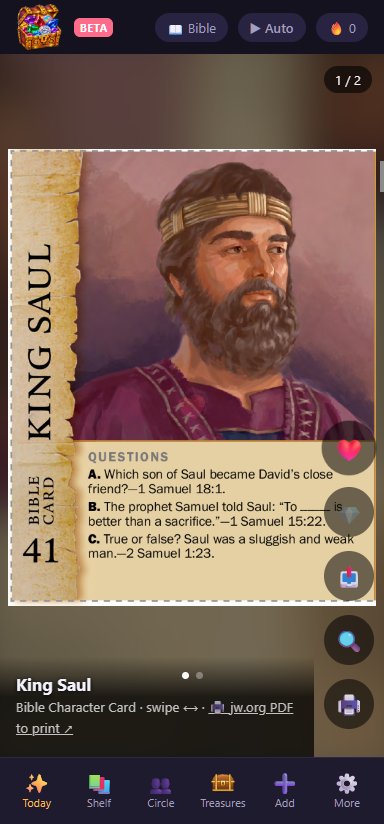 BETA
Bible
Auto
0
1 / 2
KING SAUL
BIBLE
CARD
41
QUESTIONS
A. Which son of Saul became David's close
friend?—1 Samuel 18:1.
B. The prophet Samuel told Saul: “To _____ is
better than a sacrifice.”—1 Samuel 15:22.
C. True or false? Saul was a sluggish and weak
man.—2 Samuel 1:23.
King Saul
Bible Character Card · swipe ↔ · jw.org PDF
to print ↗
Today
Shelf
Circle
Treasures
Add
More